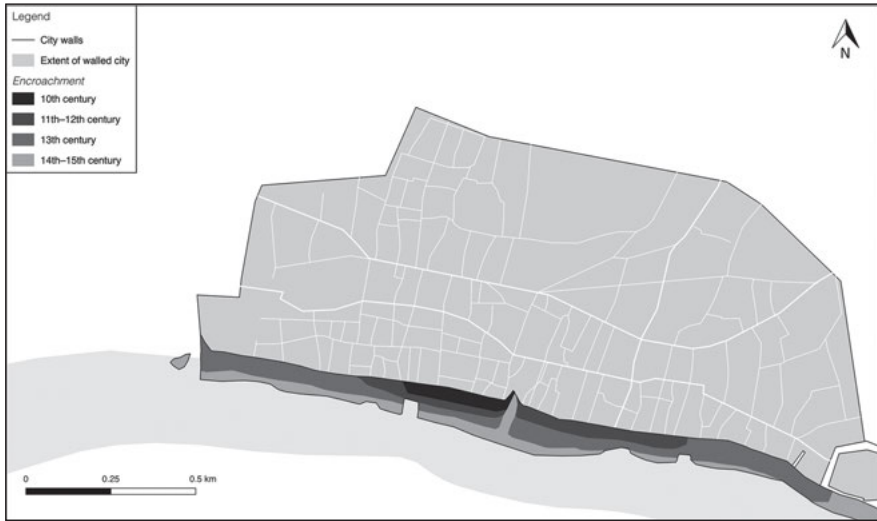 Legend
City walls
Extent of walled city
Encroachment
10th century
11th–12th century
13th century
14th–15th century
N
0 0.25 0.5 km